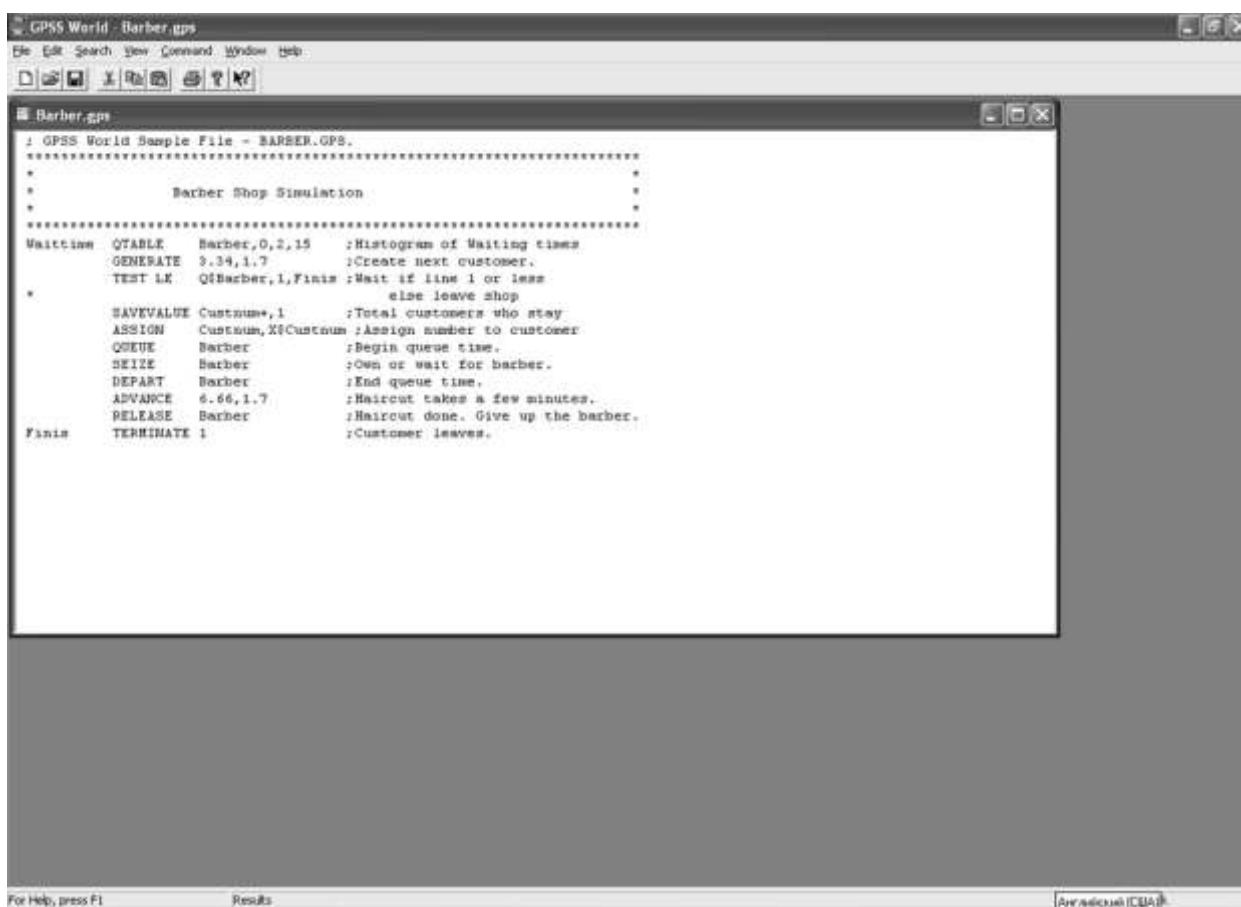 GPSS World - Barber.gps
File Edit Search View Command Window Help
Barber.gps
; GPSS World Sample File - BARBER.GPS.
***********************************************************************
* *
* Barber Shop Simulation *
* *
***********************************************************************
Waittime QTABLE Barber,0,2,15 ;Histogram of Waiting times
GENERATE 3.34,1.7 ;Create next customer.
TEST LE Q$Barber,1,Finis ;Wait if line 1 or less
* else leave shop
SAVEVALUE Custnum+,1 ;Total customers who stay
ASSIGN Custnum,X$Custnum ;Assign number to customer
QUEUE Barber ;Begin queue time.
SEIZE Barber ;Own or wait for barber.
DEPART Barber ;End queue time.
ADVANCE 6.66,1.7 ;Haircut takes a few minutes.
RELEASE Barber ;Haircut done. Give up the barber.
Finis TERMINATE 1 ;Customer leaves.
For Help, press F1 Results Английский (США)